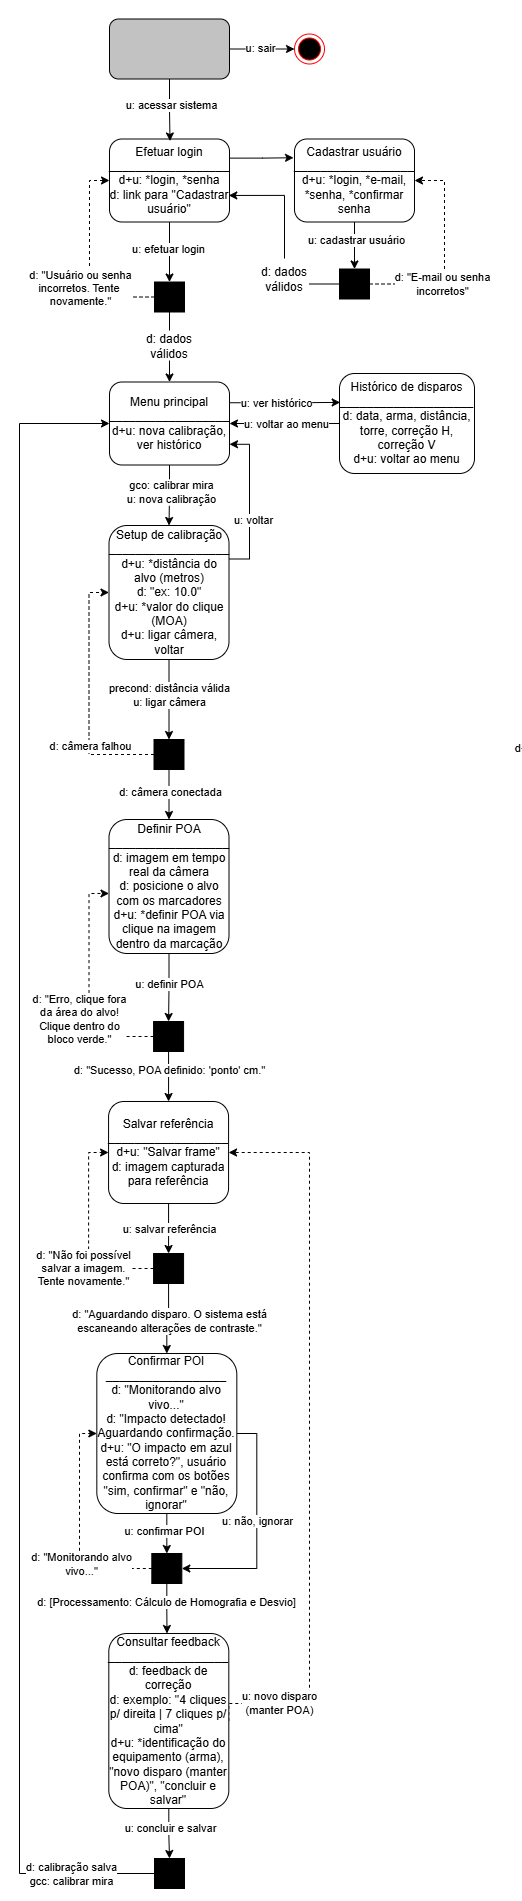 u: sair
u: acessar sistema
Efetuar login
d+u: *login, *senha
d: link para "Cadastrar
usuário"
Cadastrar usuário
d+u: *login, *e-mail,
*senha, *confirmar
senha
u: efetuar login
u: cadastrar usuário
d: "Usuário ou senha
incorretos. Tente
novamente."
d: dados
válidos
d: "E-mail ou senha
incorretos"
d: dados
válidos
Menu principal
d+u: nova calibração,
ver histórico
u: ver histórico
u: voltar ao menu
Histórico de disparos
d: data, arma, distância,
torre, correção H,
correção V
d+u: voltar ao menu
gco: calibrar mira
u: nova calibração
u: voltar
Setup de calibração
d+u: *distância do
alvo (metros)
d: "ex: 10.0"
d+u: *valor do clique
(MOA)
d+u: ligar câmera,
voltar
precond: distância válida
u: ligar câmera
d: câmera falhou
d:
d: câmera conectada
Definir POA
d: imagem em tempo
real da câmera
d: posicione o alvo
com os marcadores
d+u: *definir POA via
clique na imagem
dentro da marcação
u: definir POA
d: "Erro, clique fora
da área do alvo!
Clique dentro do
bloco verde."
d: "Sucesso, POA definido: 'ponto' cm."
Salvar referência
d+u: "Salvar frame"
d: imagem capturada
para referência
u: salvar referência
d: "Não foi possível
salvar a imagem.
Tente novamente."
d: "Aguardando disparo. O sistema está
escaneando alterações de contraste."
Confirmar POI
d: "Monitorando alvo
vivo..."
d: "Impacto detectado!
Aguardando confirmação.
d+u: "O impacto em azul
está correto?", usuário
confirma com os botões
"sim, confirmar" e "não,
ignorar"
u: não, ignorar
u: confirmar POI
d: "Monitorando alvo
vivo..."
d: [Processamento: Cálculo de Homografia e Desvio]
Consultar feedback
d: feedback de
correção
d: exemplo: "4 cliques
p/ direita | 7 cliques p/
cima"
d+u: *identificação do
equipamento (arma),
"novo disparo (manter
POA)", "concluir e
salvar"
u: novo disparo
(manter POA)
u: concluir e salvar
d: calibração salva
gcc: calibrar mira